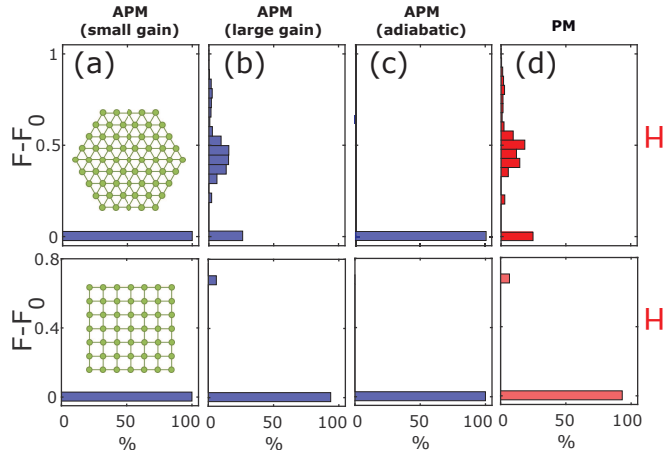 APM
(small gain)
APM
(large gain)
APM
(adiabatic)
PM
(a)
(b)
(c)
(d)
1
0.5
0
F-F0
H
0.8
0.4
0
F-F0
H
0 50 100
0 50 100
0 50 100
0 50 100
%
%
%
%